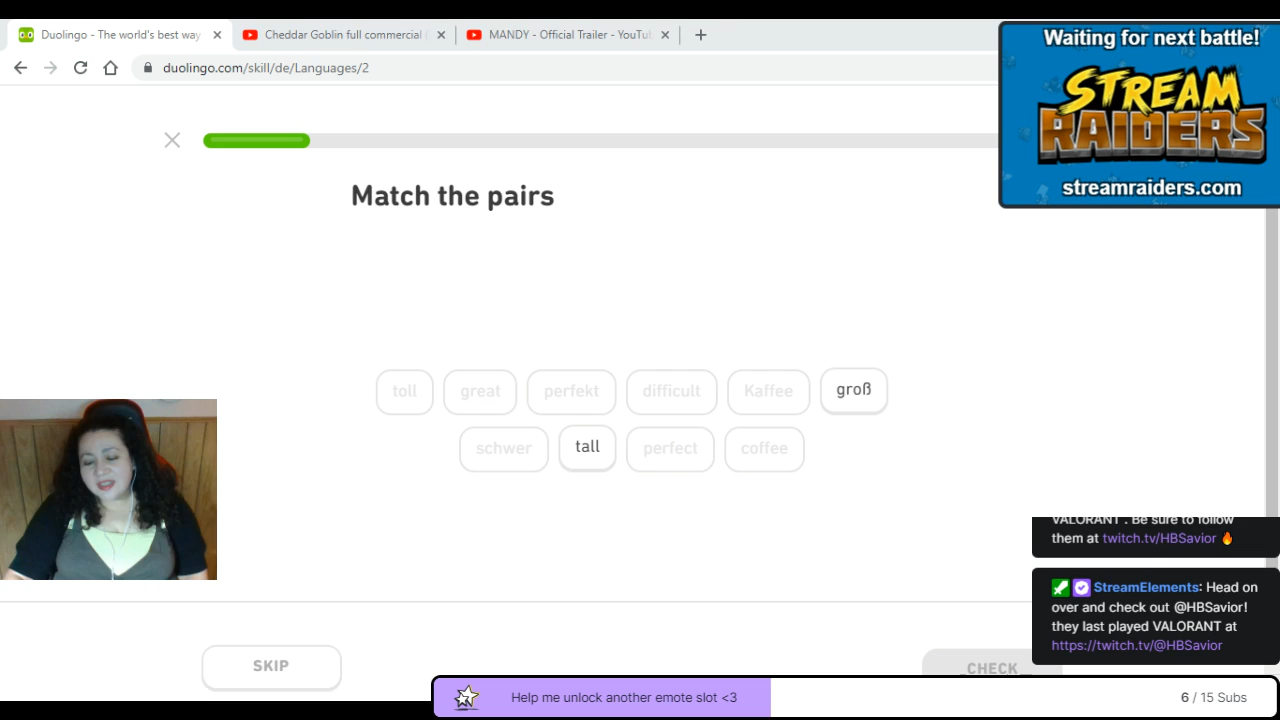 Duolingo - The world's best way
Cheddar Goblin full commercial
MANDY - Official Trailer - YouTu
duolingo.com/skill/de/Languages/2
Waiting for next battle!
STREAM
RAIDERS
streamraiders.com
Match the pairs
toll great perfekt difficult Kaffee groß
schwer tall perfect coffee
VALORANT . Be sure to follow
them at twitch.tv/HBSavior
StreamElements: Head on
over and check out @HBSavior!
they last played VALORANT at
https://twitch.tv/@HBSavior
SKIP
CHECK
Help me unlock another emote slot <3
6 / 15 Subs